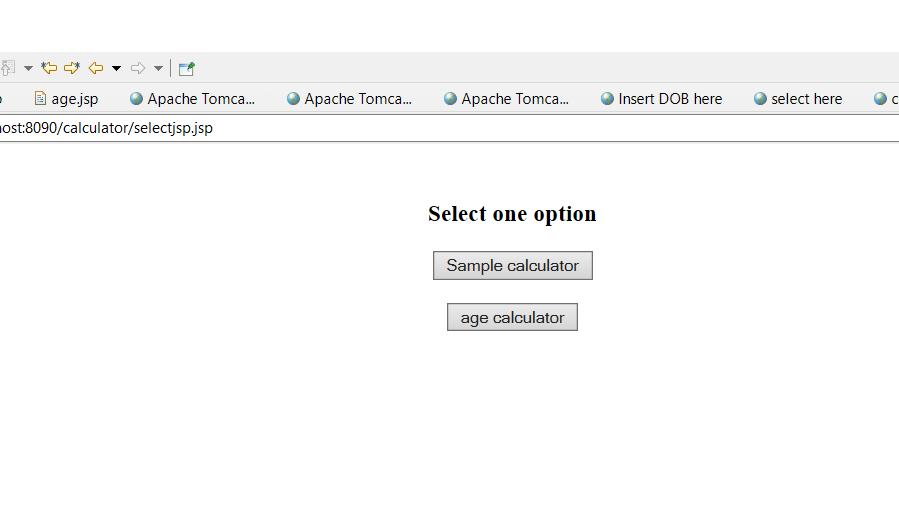 age.jsp Apache Tomca... Apache Tomca... Apache Tomca... Insert DOB here select here
ost:8090/calculator/selectjsp.jsp
Select one option
Sample calculator
age calculator